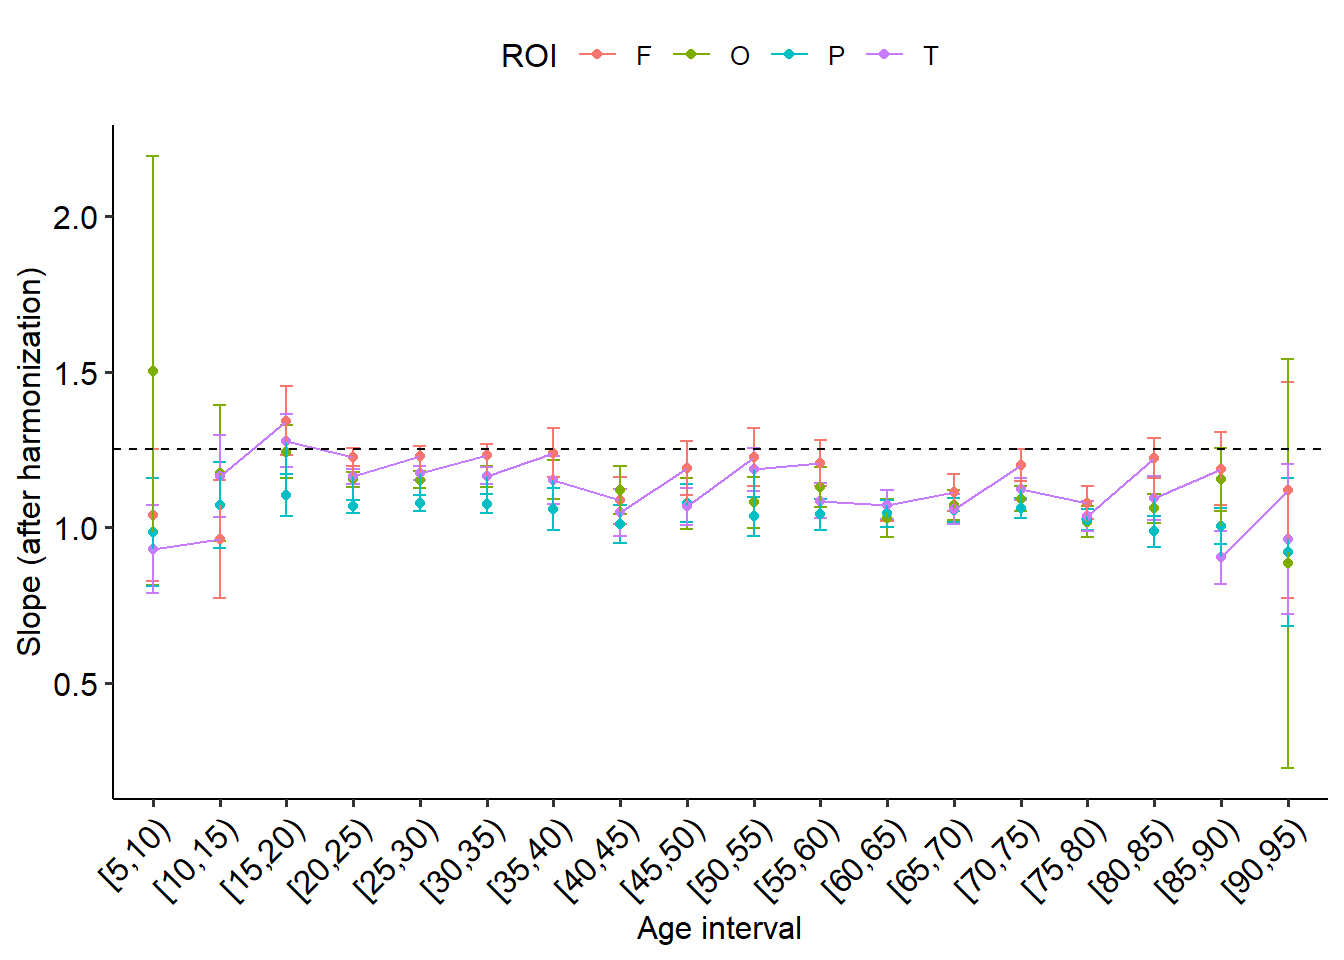 ROI F O P T
Slope (after harmonization)
2.0
1.5
1.0
0.5
[5,10) [10,15) [15,20) [20,25) [25,30) [30,35) [35,40) [40,45) [45,50) [50,55) [55,60) [60,65) [65,70) [70,75) [75,80) [80,85) [85,90) [90,95)
Age interval